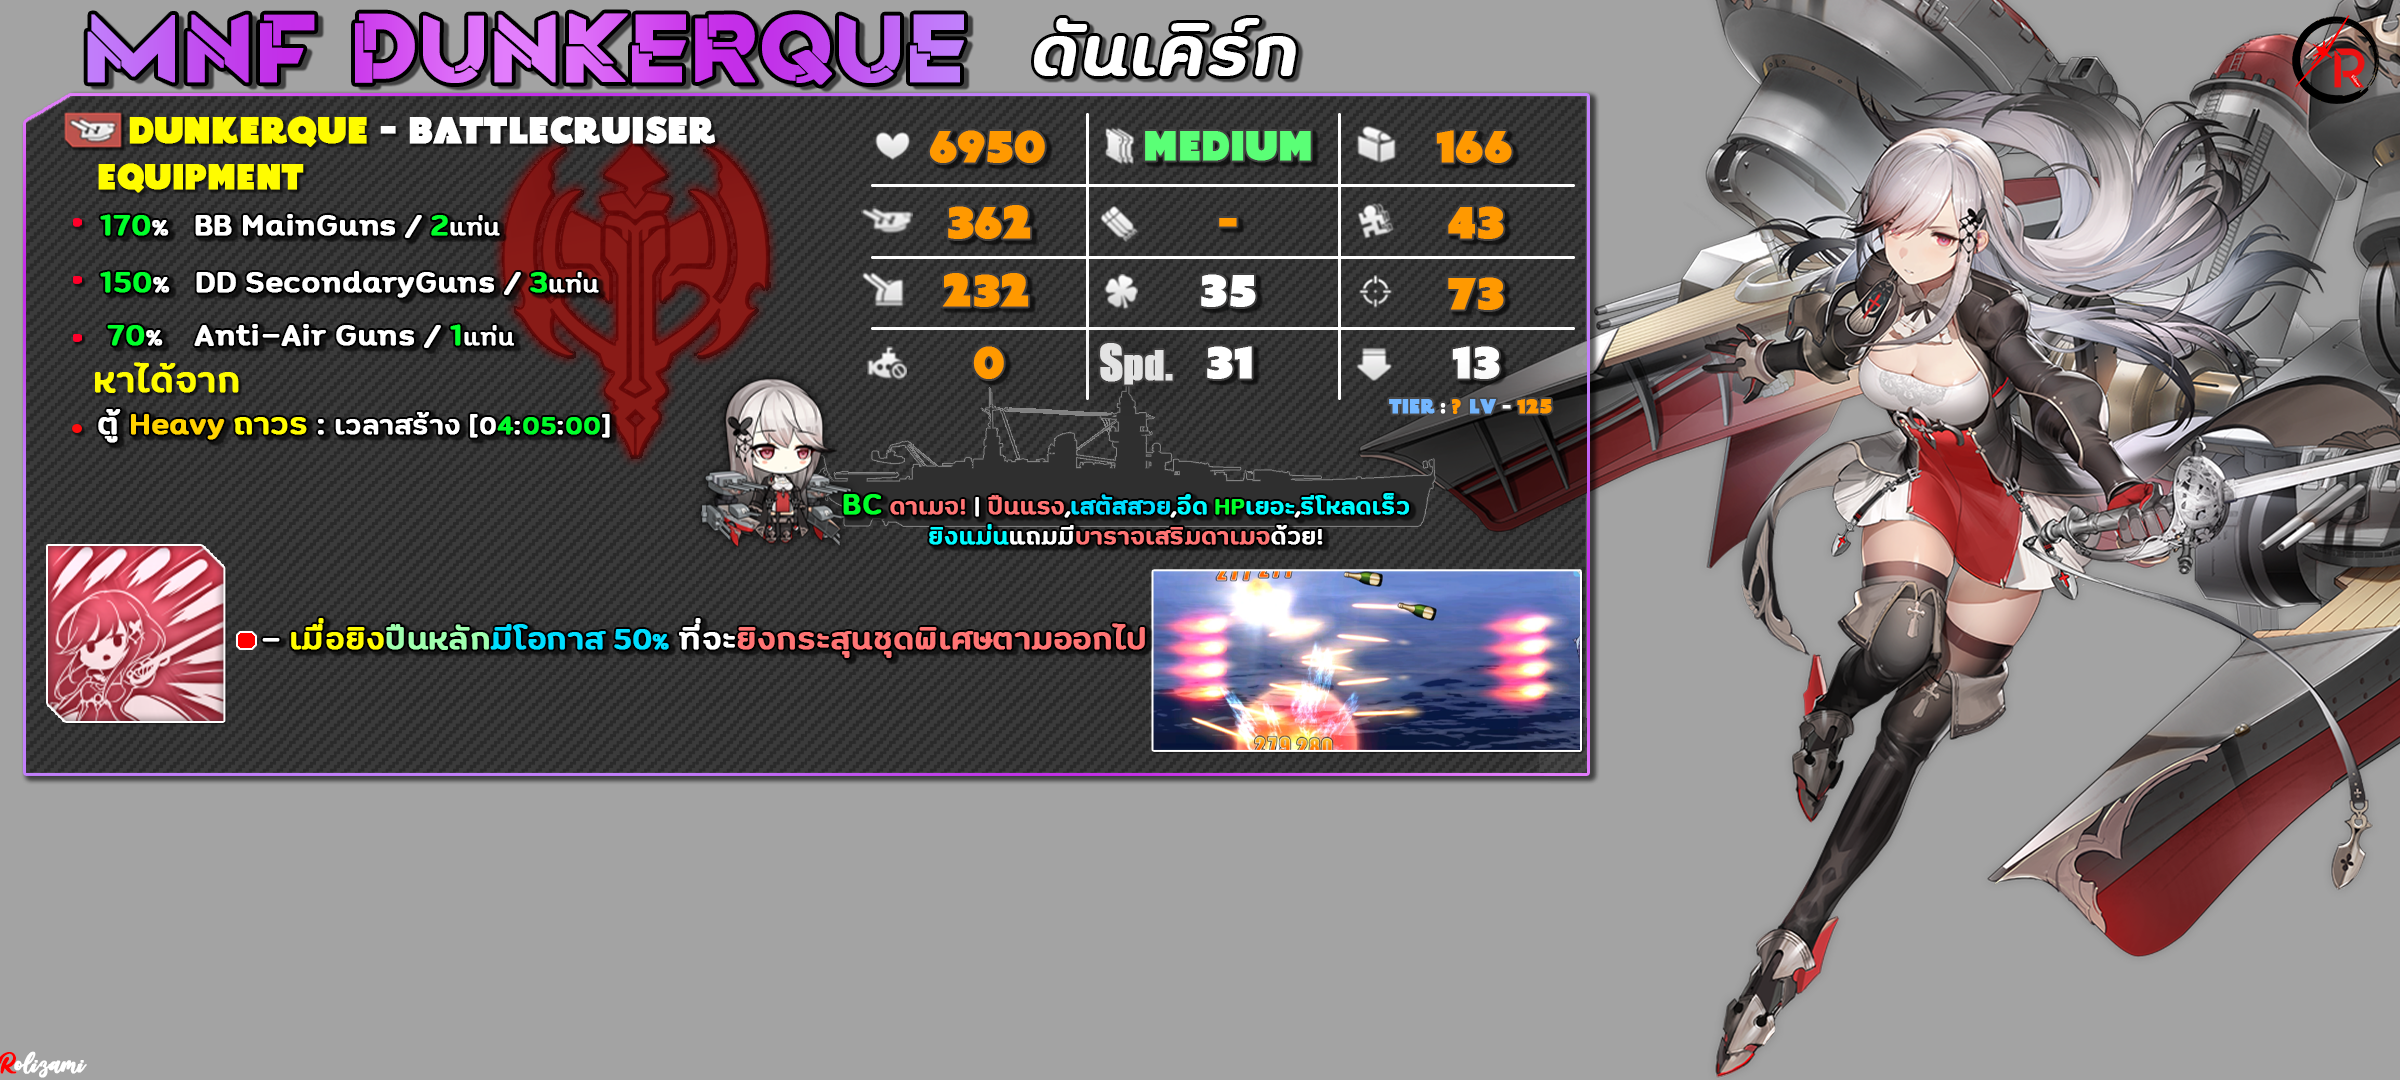 MNF DUNKERQUE ดันเคิร์ก
R
DUNKERQUE - BATTLECRUISER
EQUIPMENT
170% BB MainGuns / 2แท่น
150% DD SecondaryGuns / 3แท่น
70% Anti-Air Guns / 1แท่น
หาได้จาก
ตู้ Heavy ถาวร : เวลาสร้าง [04:05:00]
6950 MEDIUM 166
362 - 43
232 35 73
0 Spd. 31 13
TIER : ? LV - 125
BC ดาเมจ! | ปืนแรง,เสตัสสวย,อึด HPเยอะ,รีโหลดเร็ว
ยิงแม่นแถมมีบาราจเสริมดาเมจด้วย!
- เมื่อยิงปืนหลักมีโอกาส 50% ที่จะยิงกระสุนชุดพิเศษตามออกไป
279 280
Rolizami